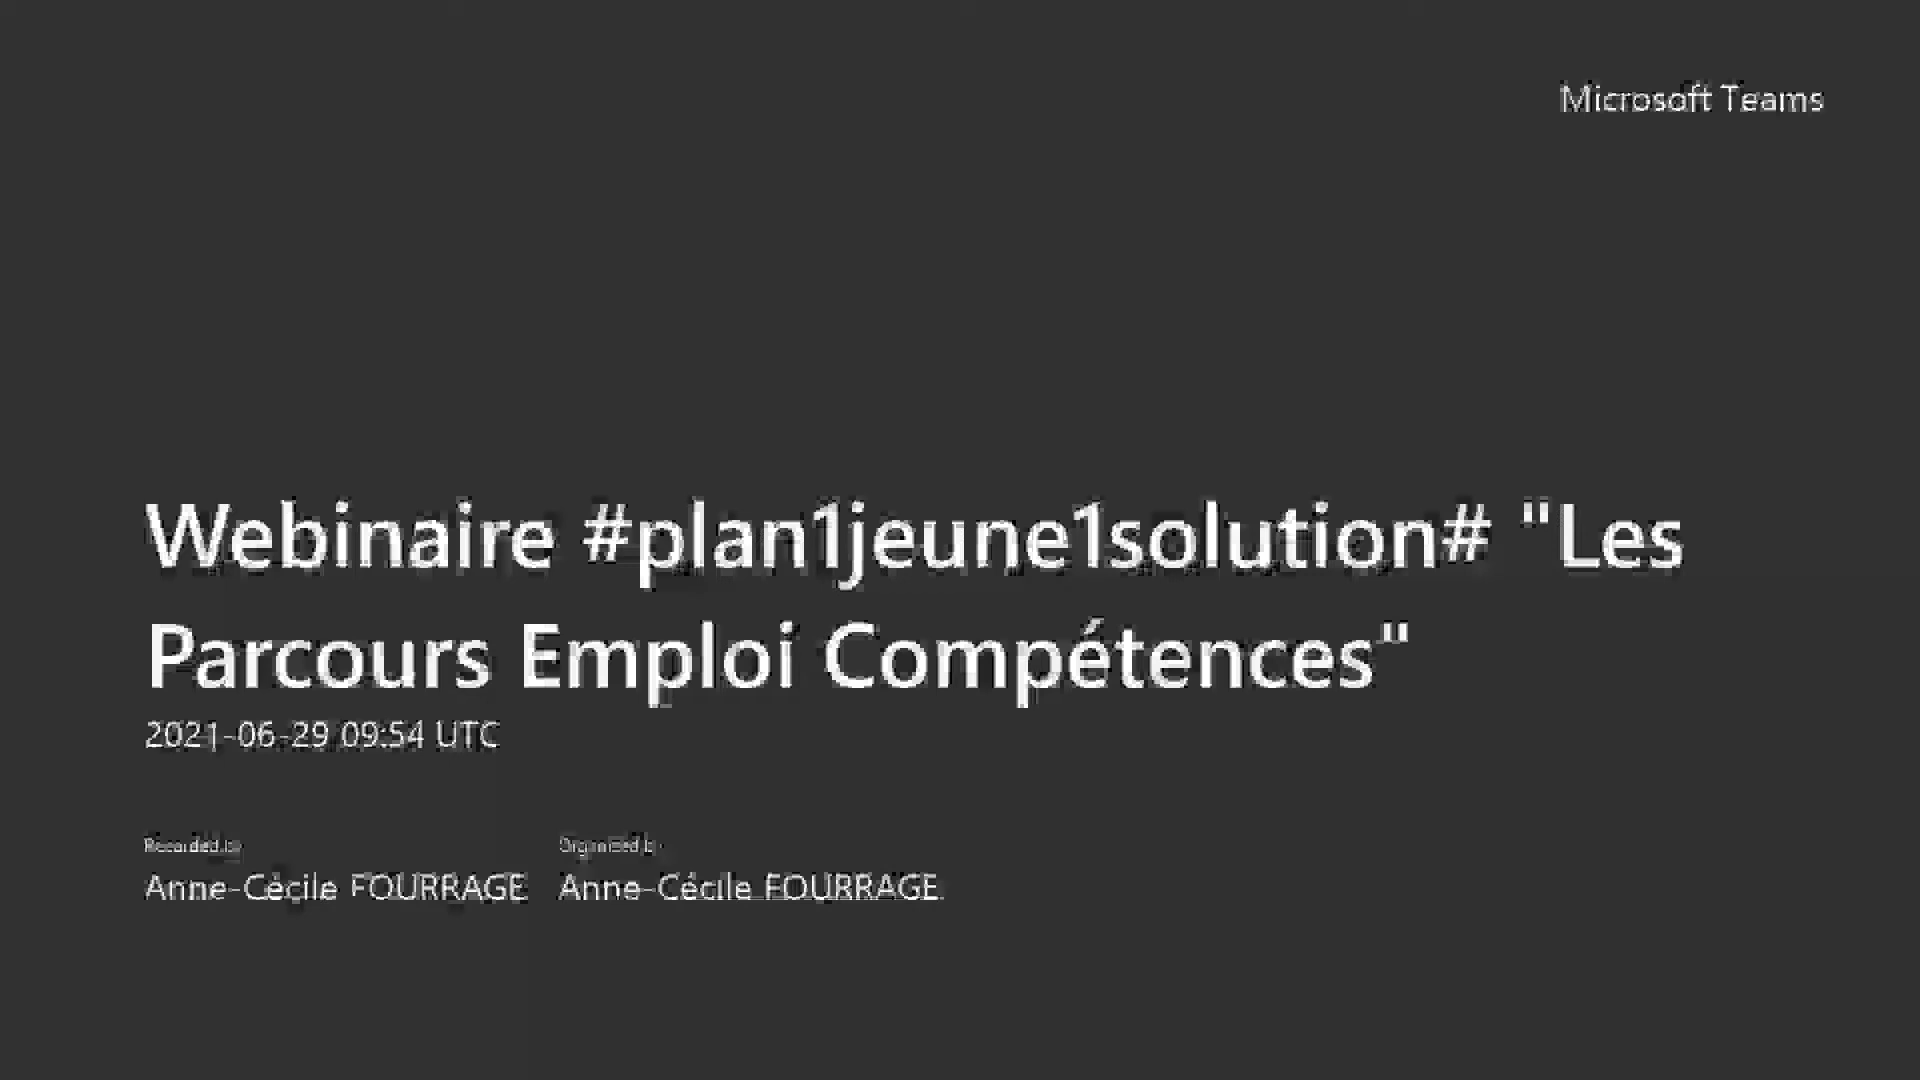 Microsoft Teams
Webinaire #plan1jeune1solution# "Les
Parcours Emploi Compétences"
2021-06-29 09:54 UTC
Recorded by
Organized by
Anne-Cécile FOURRAGE
Anne-Cécile FOURRAGE